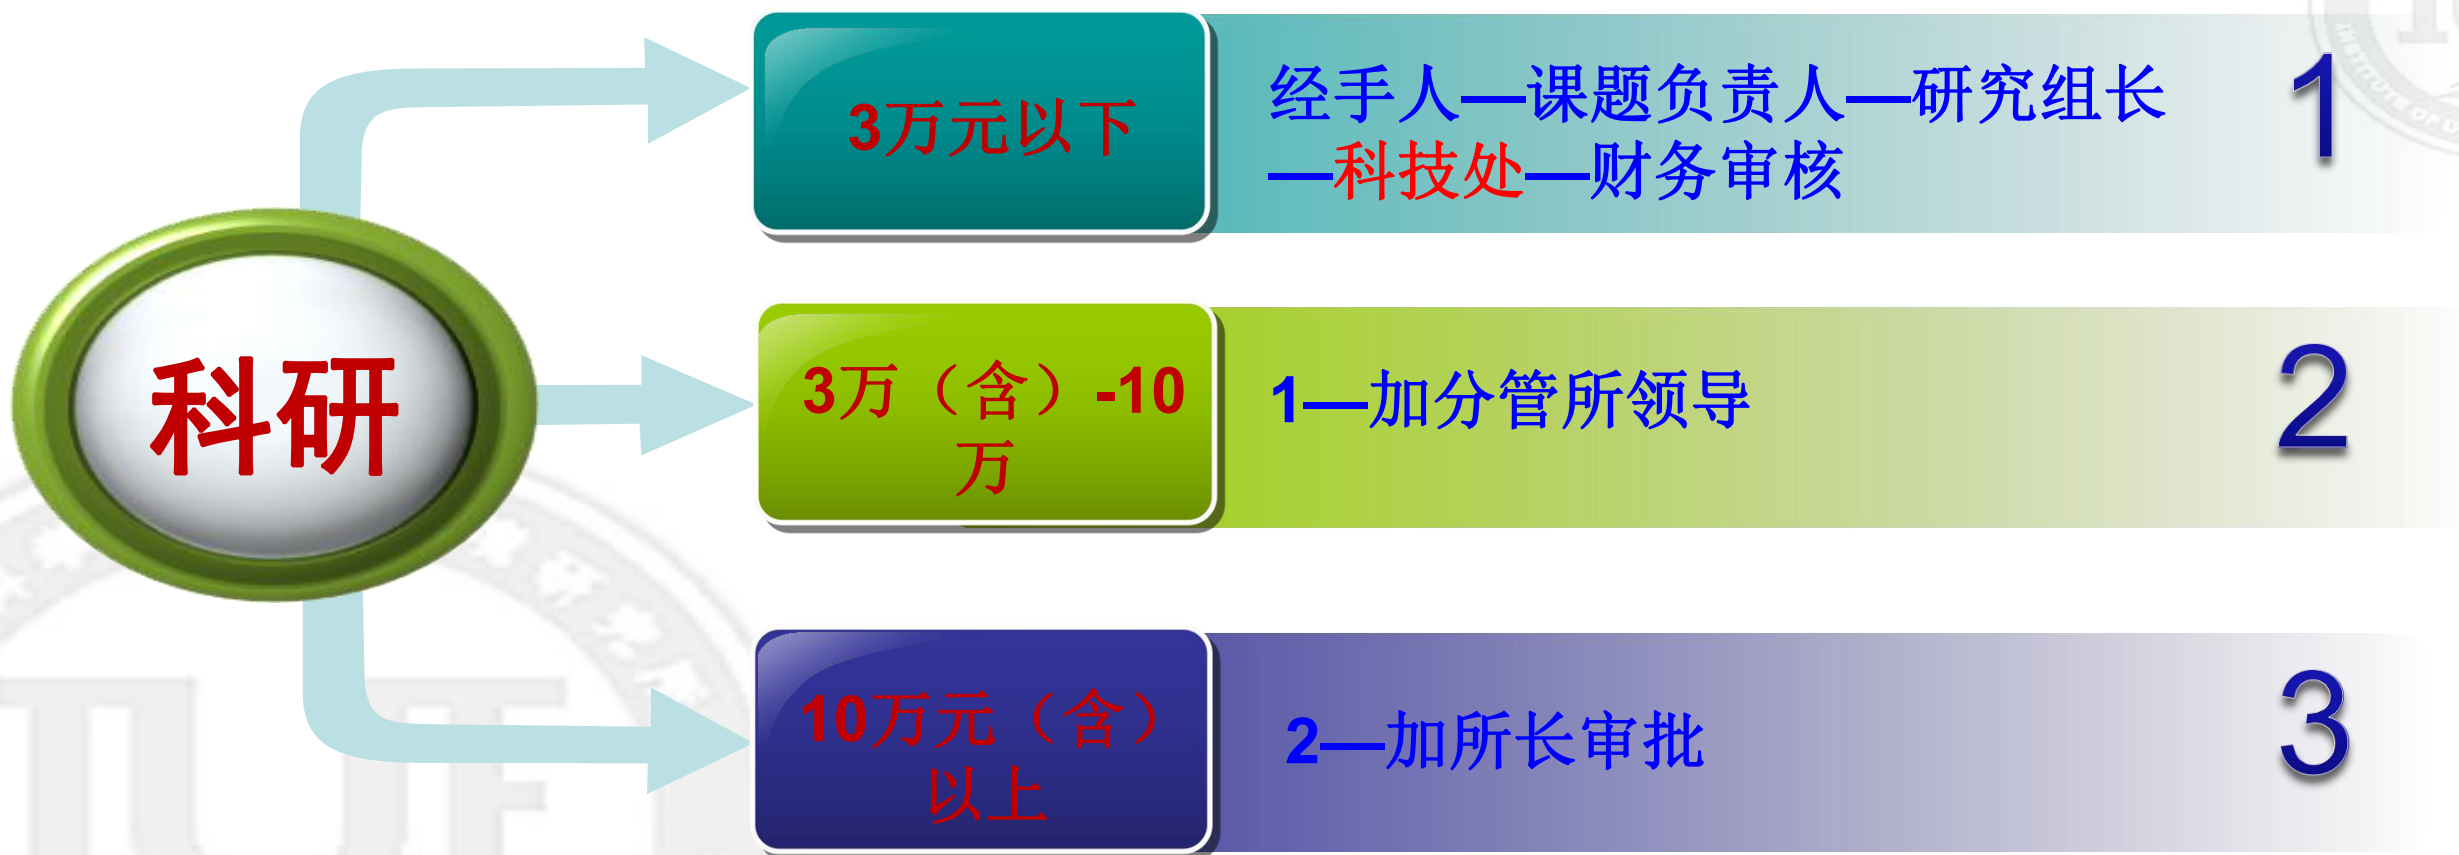 科研
3万元以下
经手人—课题负责人—研究组长
—科技处—财务审核
1
3万（含）-10
万
1—加分管所领导
2
10万元（含）
以上
2—加所长审批
3